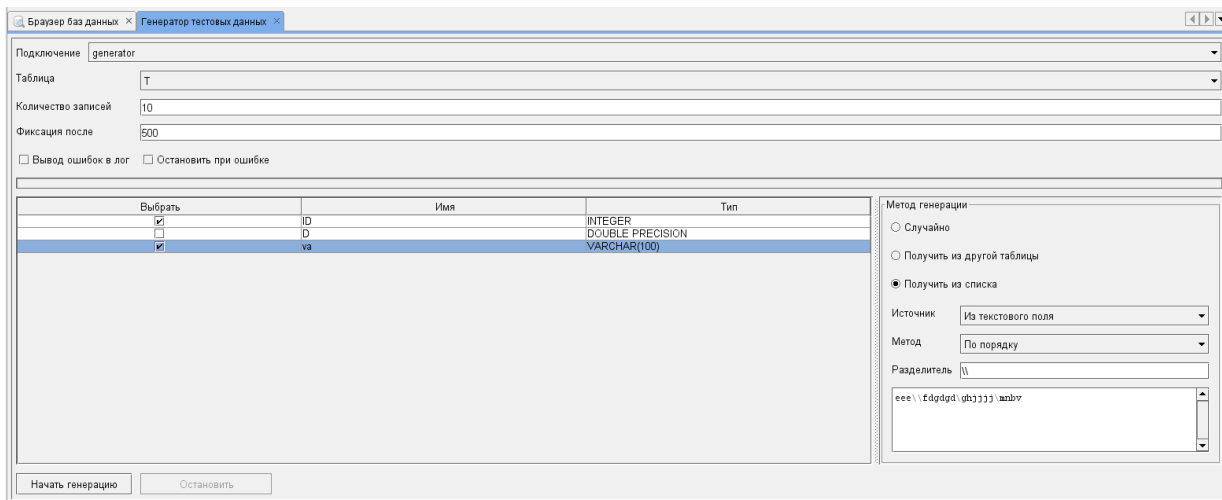 Браузер баз данных × Генератор тестовых данных ×
Подключение generator
Таблица T
Количество записей 10
Фиксация после 500
Вывод ошибок в лог Остановить при ошибке
Выбрать Имя Тип
ID INTEGER
D DOUBLE PRECISION
va VARCHAR(100)
Метод генерации
Случайно
Получить из другой таблицы
Получить из списка
Источник Из текстового поля
Метод По порядку
Разделитель \\
eee\\fdgdgd\ghjjjj\mnbv
Начать генерацию Остановить